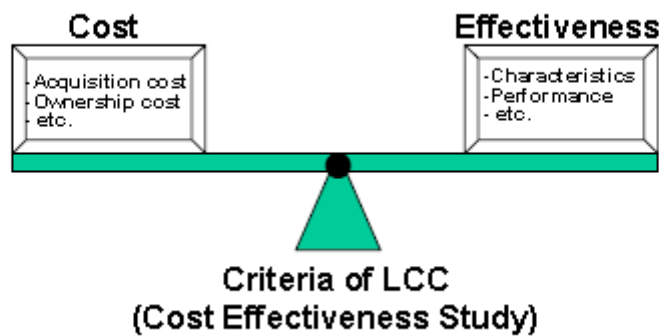 Cost
Effectiveness
-Acquisition cost
-Ownership cost
- etc.
-Characteristics
-Performance
- etc.
Criteria of LCC
(Cost Effectiveness Study)